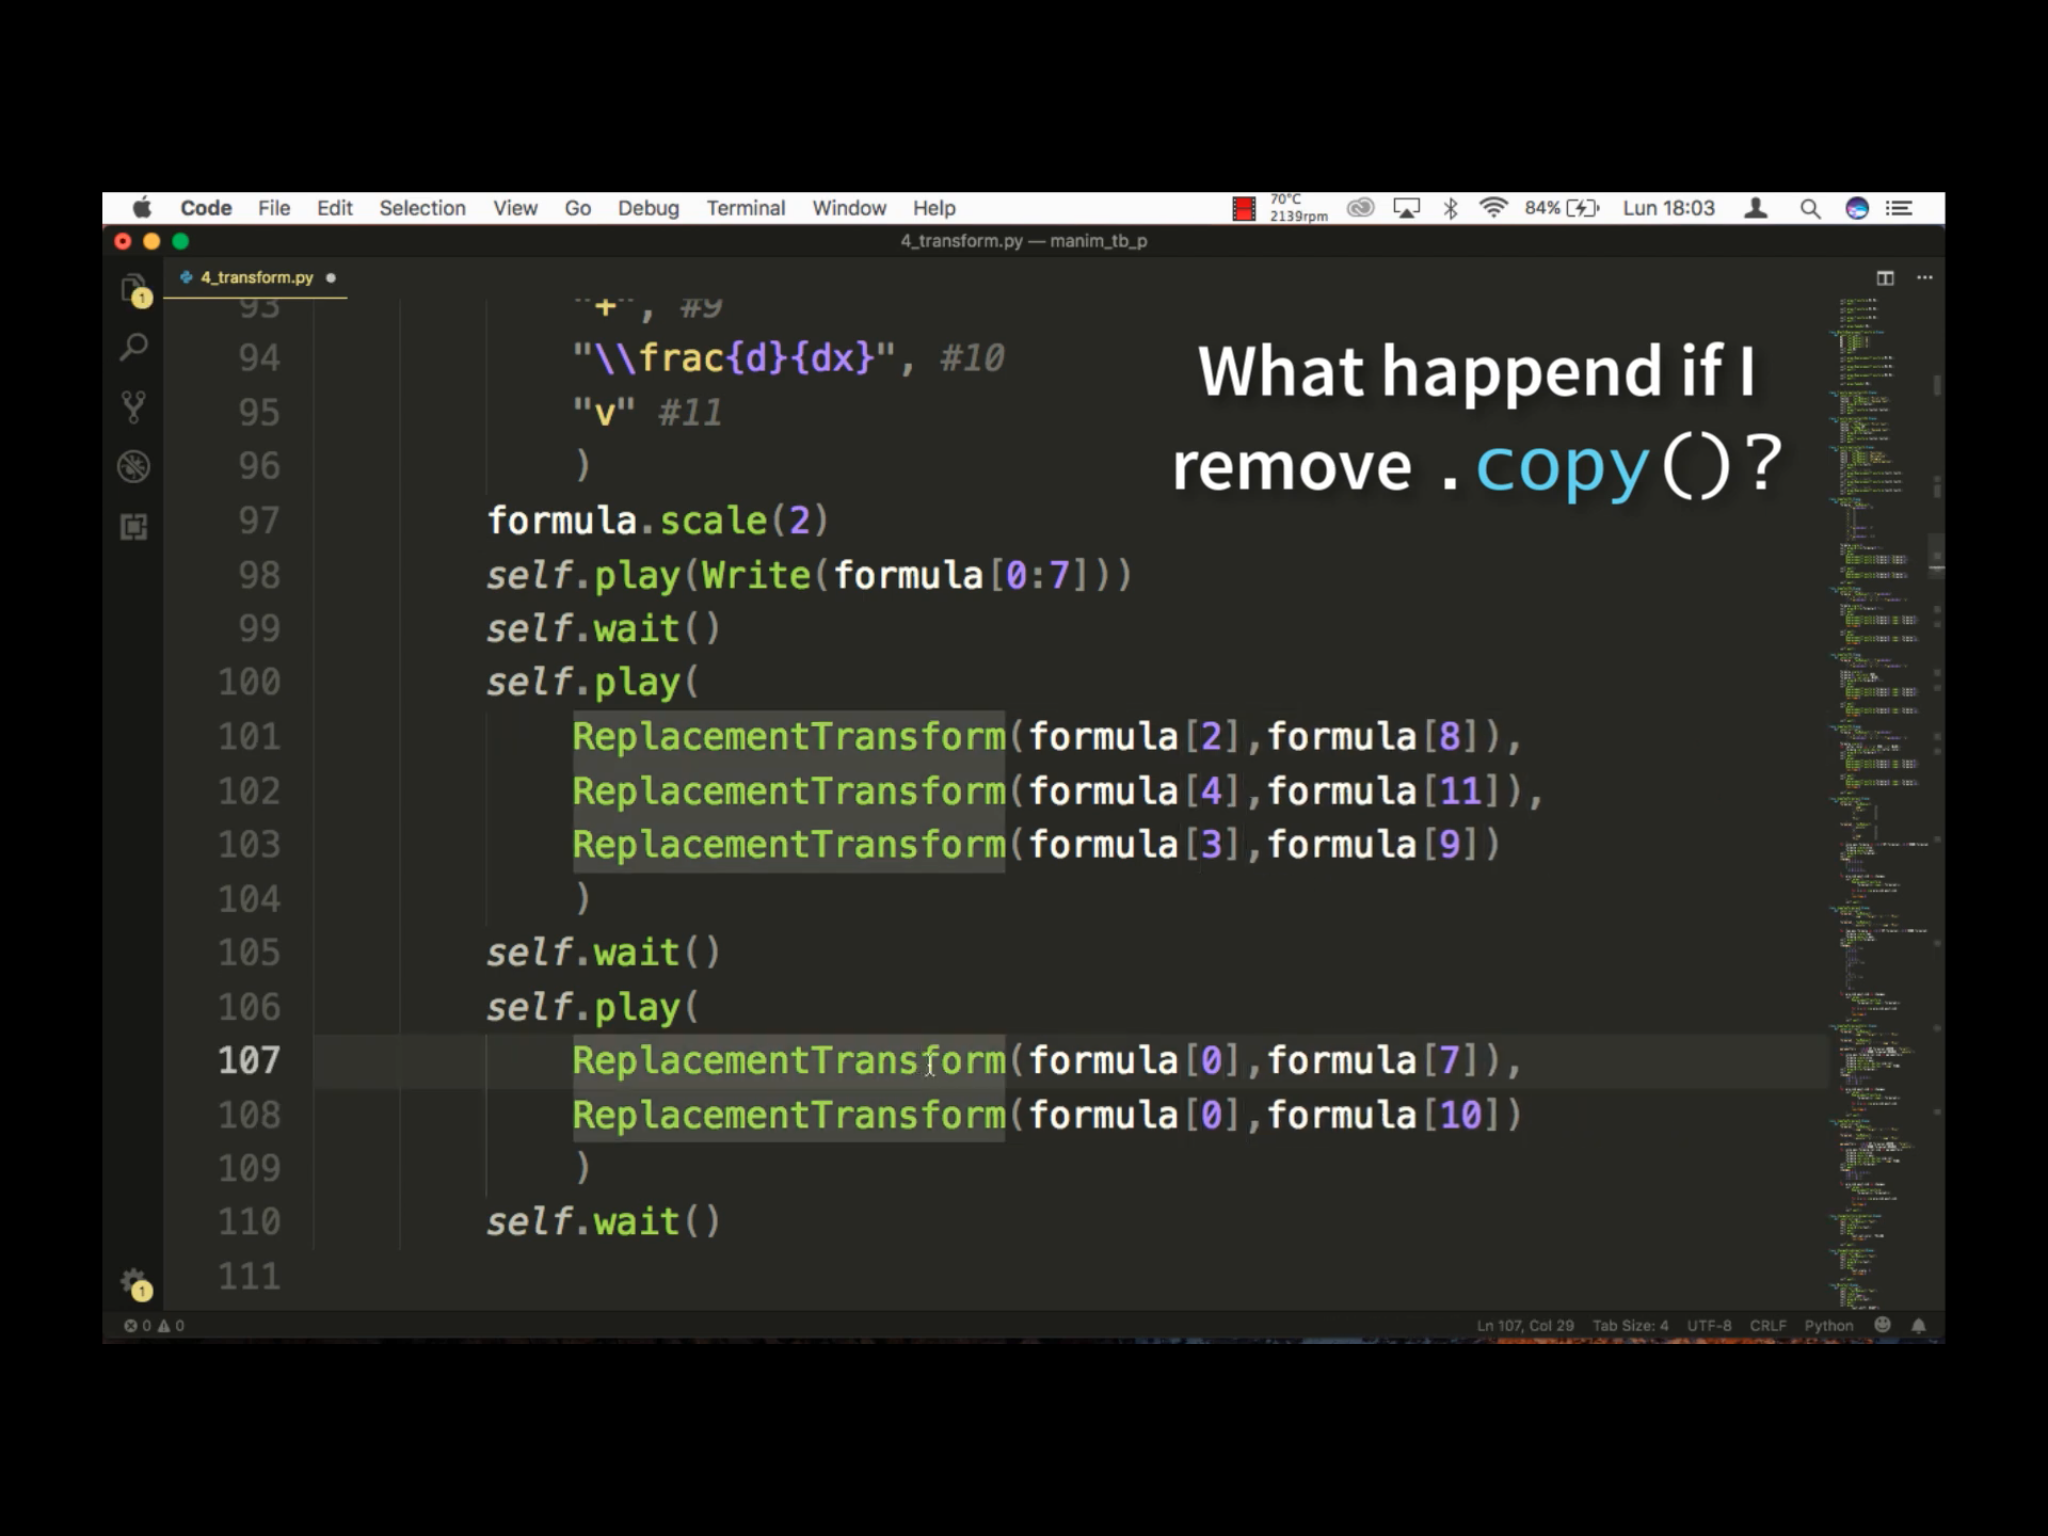 Code File Edit Selection View Go Debug Terminal Window Help 70°C 2139rpm 84% Lun 18:03
4_transform.py — manim_tb_p
4_transform.py
93 "+", #9
94 "\\frac{d}{dx}", #10
95 "v" #11
96 )
97 formula.scale(2)
98 self.play(Write(formula[0:7]))
99 self.wait()
100 self.play(
101 ReplacementTransform(formula[2],formula[8]),
102 ReplacementTransform(formula[4],formula[11]),
103 ReplacementTransform(formula[3],formula[9])
104 )
105 self.wait()
106 self.play(
107 ReplacementTransform(formula[0],formula[7]),
108 ReplacementTransform(formula[0],formula[10])
109 )
110 self.wait()
111
What happend if I
remove .copy()?
1
1
0 0 Ln 107, Col 29 Tab Size: 4 UTF-8 CRLF Python